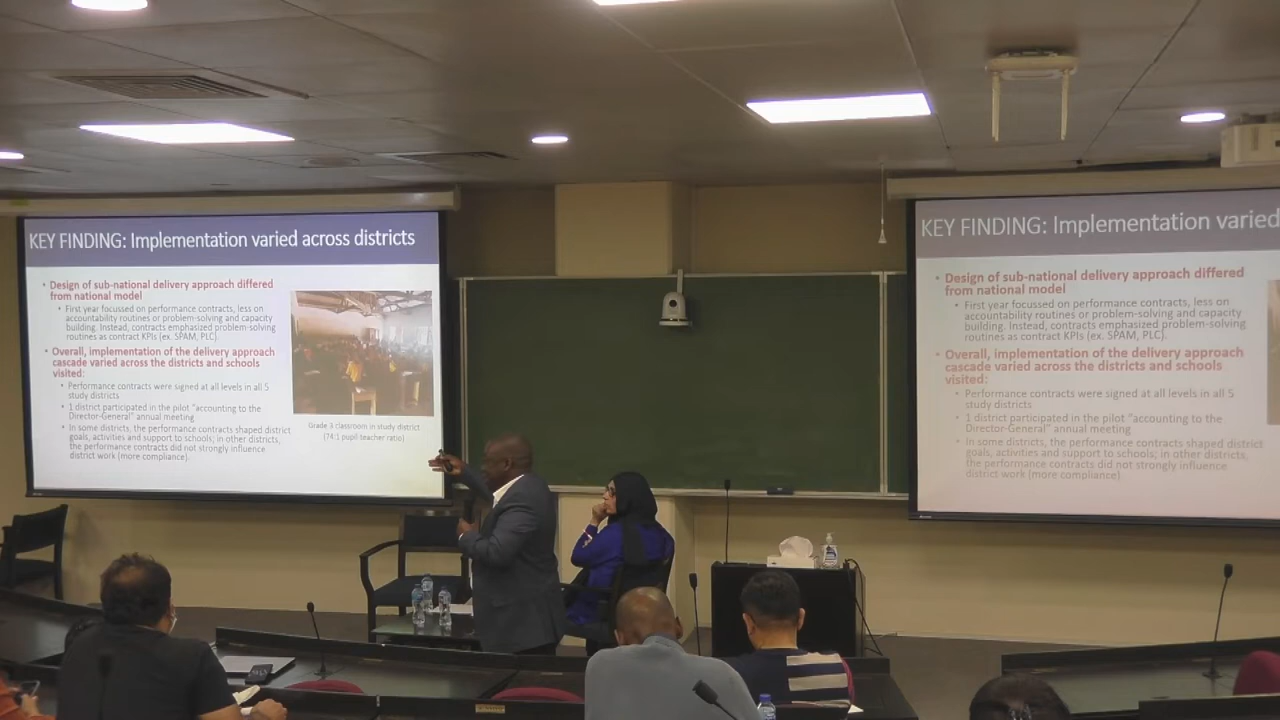 KEY FINDING: Implementation varied across districts
• Design of sub-national delivery approach differed
from national model
• First year focussed on performance contracts, less on
accountability routines or problem-solving and capacity
building. Instead, contracts emphasized problem-solving
routines as contract KPIs (ex. SPAM, PLC).
• Overall, implementation of the delivery approach
cascade varied across the districts and schools
visited:
• Performance contracts were signed at all levels in all 5
study districts
• 1 district participated in the pilot "accounting to the
Director-General" annual meeting
• In some districts, the performance contracts shaped district
goals, activities and support to schools; in other districts,
the performance contracts did not strongly influence
district work (more compliance).
Grade 3 classroom in study district
(74:1 pupil-teacher ratio)
KEY FINDING: Implementation varied
• Design of sub-national delivery approach differed
from national model
• First year focussed on performance contracts, less on
accountability routines or problem-solving and capacity
building. Instead, contracts emphasized problem-solving
routines as contract KPIs (ex. SPAM, PLC).
• Overall, implementation of the delivery approach
cascade varied across the districts and schools
visited:
• Performance contracts were signed at all levels in all 5
study districts
• 1 district participated in the pilot "accounting to the
Director-General" annual meeting
• In some districts, the performance contracts shaped district
goals, activities and support to schools; in other districts,
the performance contracts did not strongly influence
district work (more compliance)